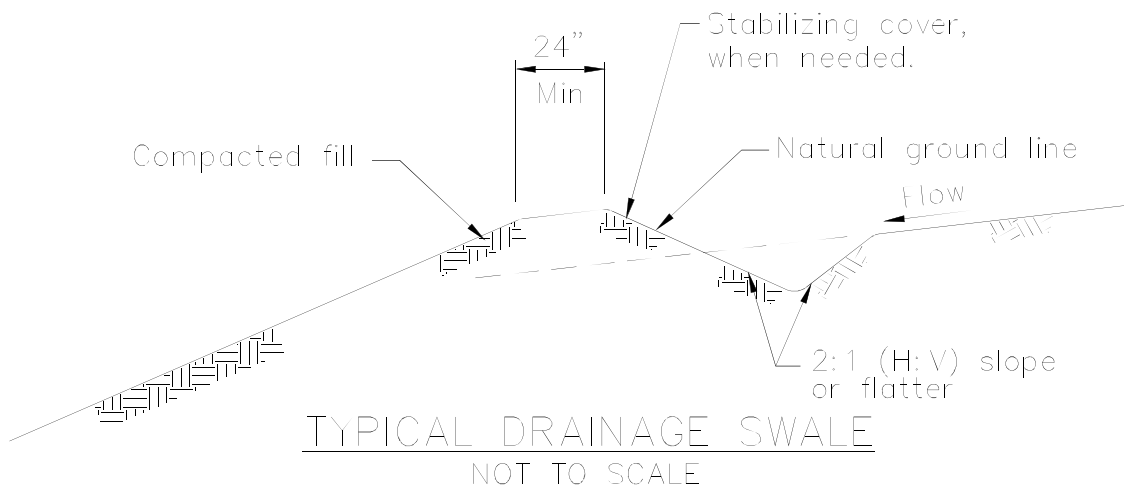 Stabilizing cover,
when needed.
24"
Min
Compacted fill
Natural ground line
Flow
2:1 (H:V) slope
or flatter
TYPICAL DRAINAGE SWALE
NOT TO SCALE